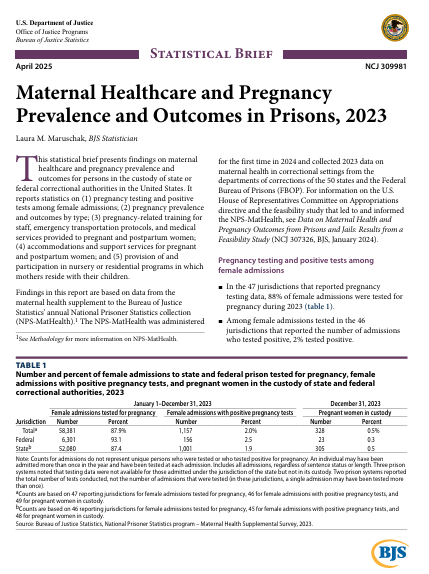 U.S. Department of Justice
Office of Justice Programs
Bureau of Justice Statistics
STATISTICAL BRIEF
April 2025
NCJ 309981
Maternal Healthcare and Pregnancy
Prevalence and Outcomes in Prisons, 2023
Laura M. Maruschak, BJS Statistician
This statistical brief presents findings on maternal
healthcare and pregnancy prevalence and
outcomes for persons in the custody of state or
federal correctional authorities in the United States. It
reports statistics on (1) pregnancy testing and positive
tests among female admissions; (2) pregnancy prevalence
and outcomes by type; (3) pregnancy-related training for
staff, emergency transportation protocols, and medical
services provided to pregnant and postpartum women;
(4) accommodations and support services for pregnant
and postpartum women; and (5) provision of and
participation in nursery or residential programs in which
mothers reside with their children.
Findings in this report are based on data from the
maternal health supplement to the Bureau of Justice
Statistics' annual National Prisoner Statistics collection
(NPS-MatHealth).1 The NPS-MatHealth was administered
1See Methodology for more information on NPS-MatHealth.
for the first time in 2024 and collected 2023 data on
maternal health in correctional settings from the
departments of corrections of the 50 states and the Federal
Bureau of Prisons (FBOP). For information on the U.S.
House of Representatives Committee on Appropriations
directive and the feasibility study that led to and informed
the NPS-MatHealth, see Data on Maternal Health and
Pregnancy Outcomes from Prisons and Jails: Results from a
Feasibility Study (NCJ 307326, BJS, January 2024).
Pregnancy testing and positive tests among
female admissions
■ In the 47 jurisdictions that reported pregnancy
testing data, 88% of female admissions were tested for
pregnancy during 2023 (table 1).
■ Among female admissions tested in the 46
jurisdictions that reported the number of admissions
who tested positive, 2% tested positive.
TABLE 1
Number and percent of female admissions to state and federal prison tested for pregnancy, female
admissions with positive pregnancy tests, and pregnant women in the custody of state and federal
correctional authorities, 2023
January 1–December 31, 2023 December 31, 2023
Female admissions tested for pregnancy Female admissions with positive pregnancy tests Pregnant women in custody
Jurisdiction Number Percent Number Percent Number Percent
Totala 58,381 87.9% 1,157 2.0% 328 0.5%
Federal 6,301 93.1 156 2.5 23 0.3
Stateb 52,080 87.4 1,001 1.9 305 0.5
Note: Counts for admissions do not represent unique persons who were tested or who tested positive for pregnancy. An individual may have been
admitted more than once in the year and may have been tested at each admission. Includes all admissions, regardless of sentence status or length. Three prison
systems noted that testing data were not available for those admitted under the jurisdiction of the state but not in its custody. Two prison systems reported
the total number of tests conducted, not the number of admissions that were tested (in these jurisdictions, a single admission may have been tested more
than once).
aCounts are based on 47 reporting jurisdictions for female admissions tested for pregnancy, 46 for female admissions with positive pregnancy tests, and
49 for pregnant women in custody.
bCounts are based on 46 reporting jurisdictions for female admissions tested for pregnancy, 45 for female admissions with positive pregnancy tests, and
48 for pregnant women in custody.
Source: Bureau of Justice Statistics, National Prisoner Statistics program – Maternal Health Supplemental Survey, 2023.
BJS